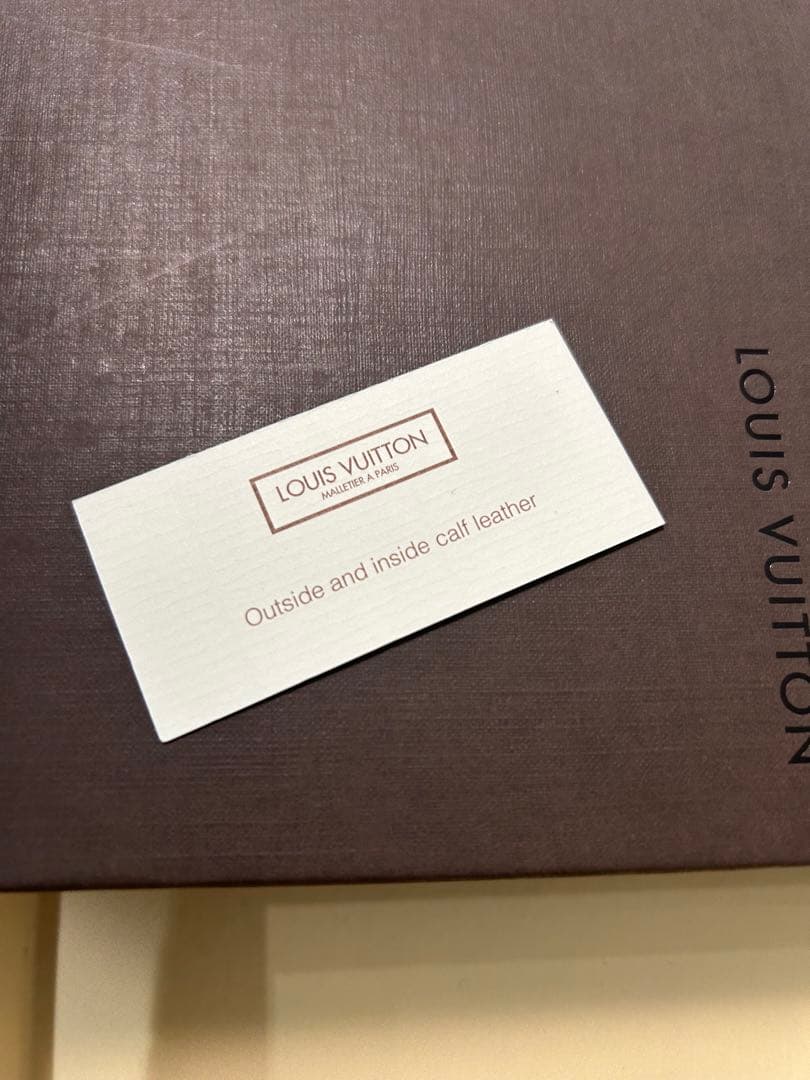 LOUIS VUITTON
MALLETIER A PARIS
Outside and inside calf leather
LOUIS VUITTON